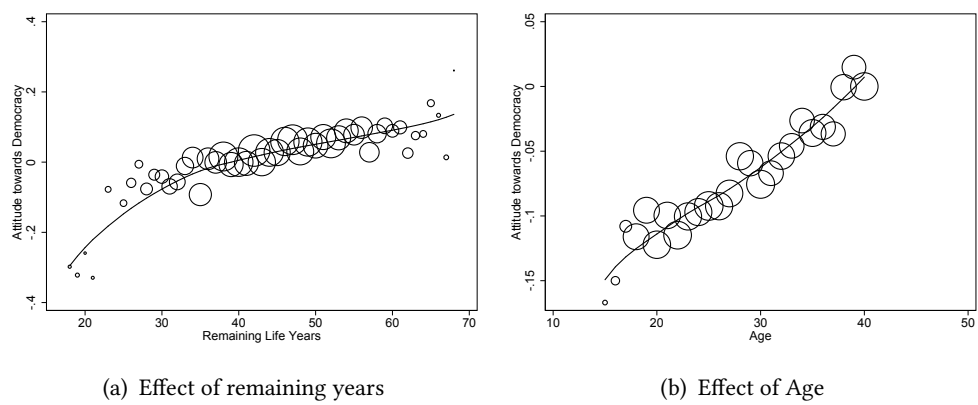 Attitude towards Democracy
.4
.2
0
-.2
-.4
20 30 40 50 60 70
Remaining Life Years
(a) Effect of remaining years
Attitude towards Democracy
.05
0
-.05
-.1
-.15
10 20 30 40 50
Age
(b) Effect of Age